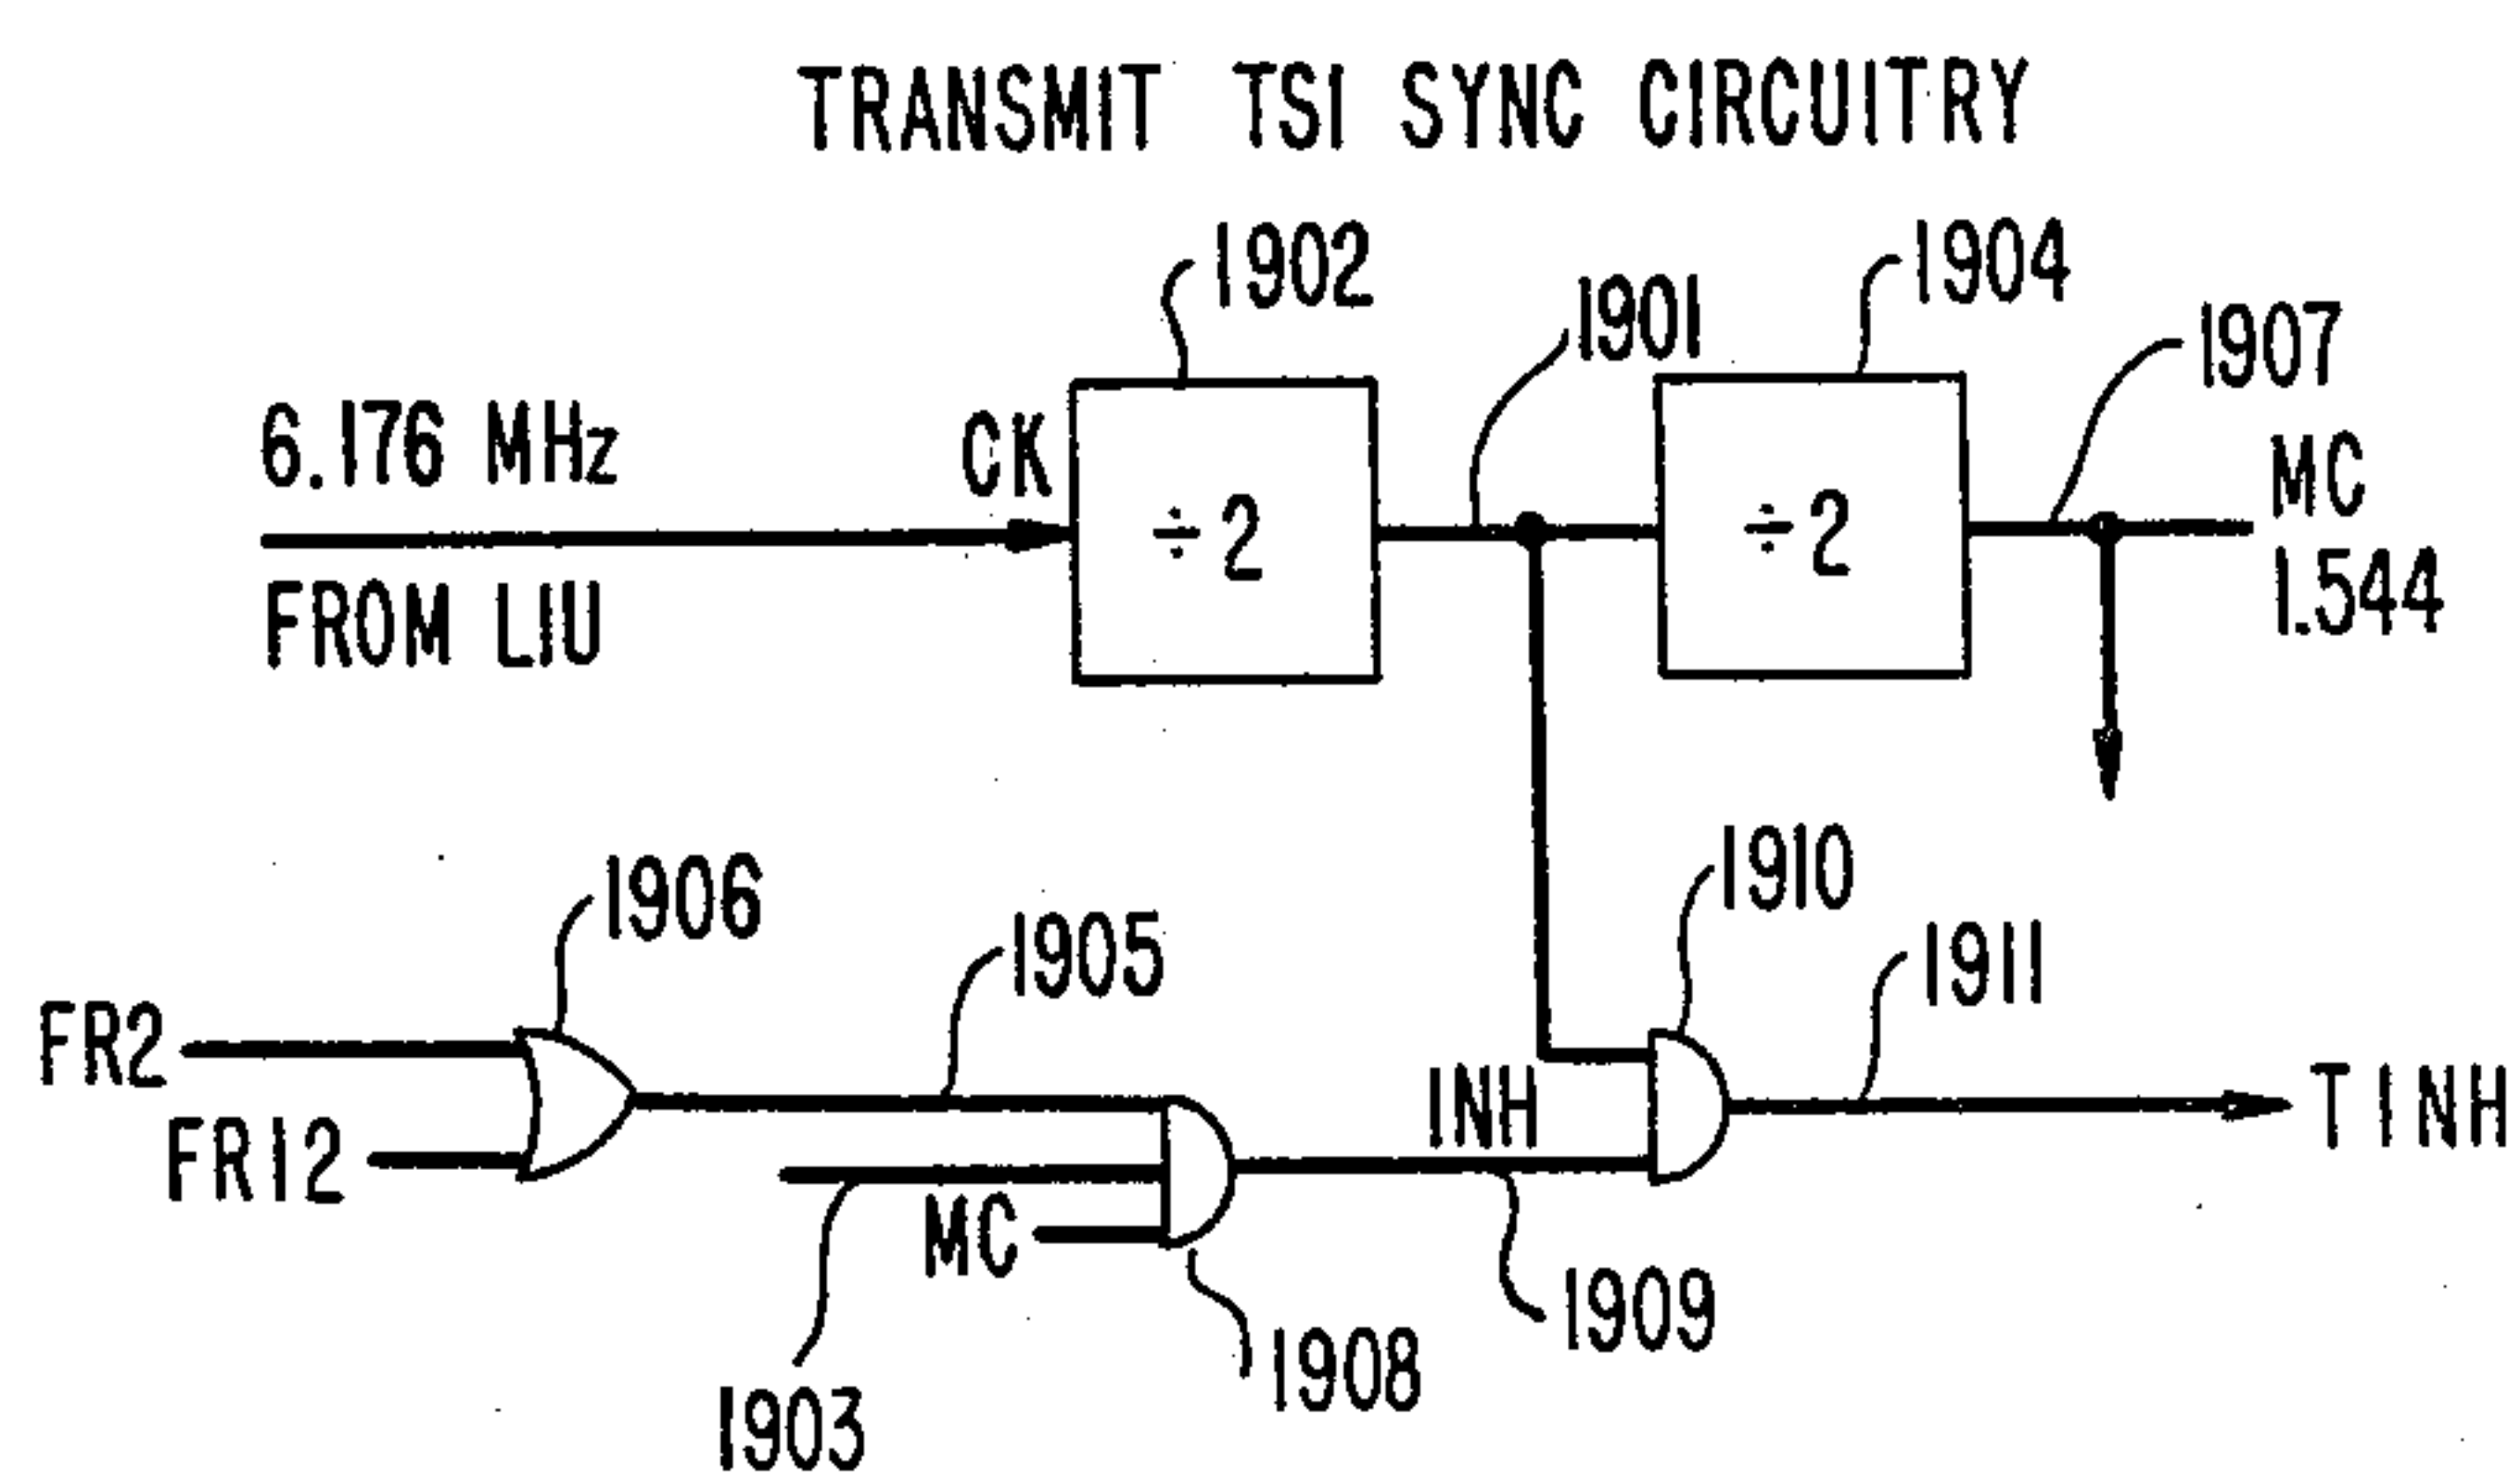 TRANSMIT TSI SYNC CIRCUITRY
1902
1904
1901
1907
6.176 MHz
CK
MC
÷2
÷2
FROM LIU
1.544
1910
1906
1905
1911
FR2
INH
TINH
FR12
MC
1909
1908
1903